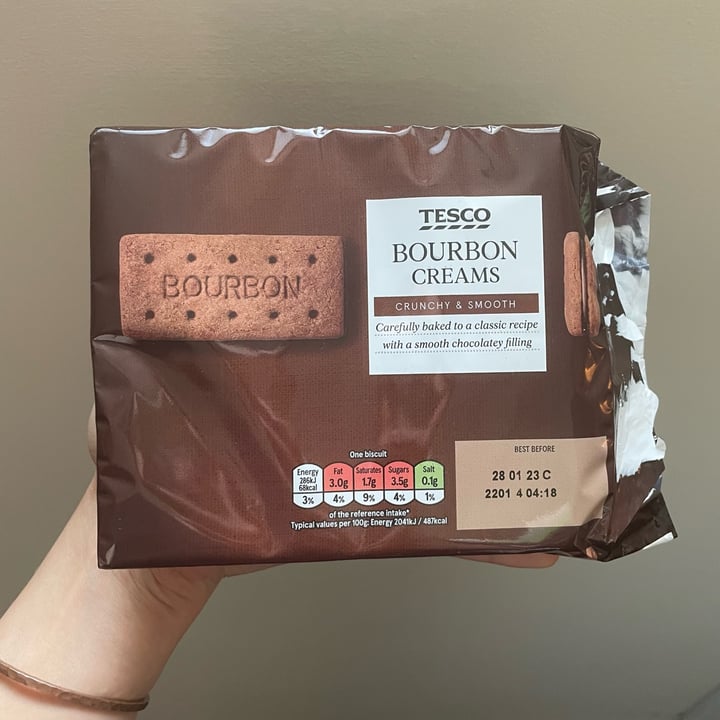 BOURBON
TESCO
BOURBON
CREAMS
CRUNCHY & SMOOTH
Carefully baked to a classic recipe
with a smooth chocolatey filling
One biscuit
Energy 286kJ 68kcal 3%
Fat 3.0g 4%
Saturates 1.7g 9%
Sugars 3.5g 4%
Salt 0.1g 1%
of the reference intake*
Typical values per 100g: Energy 2041kJ / 487kcal
BEST BEFORE
28 01 23 C
2201 4 04:18